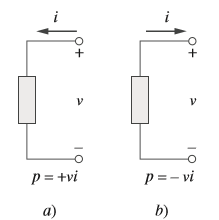 i i
+ +
v v
− −
p = +vi p = − vi
a) b)